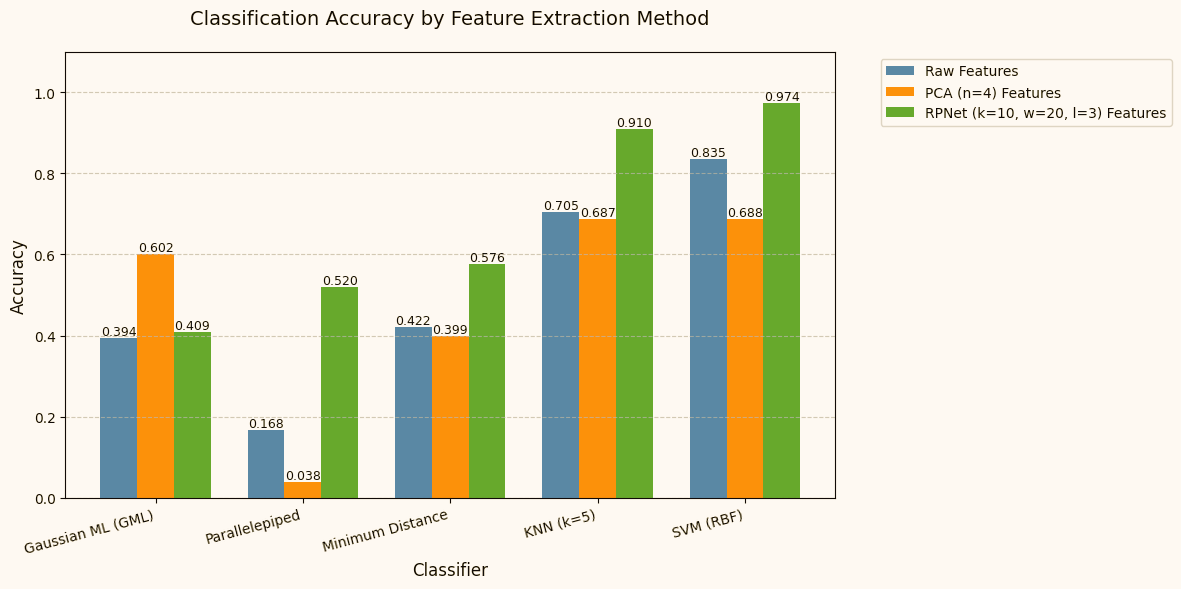 Classification Accuracy by Feature Extraction Method
Raw Features
PCA (n=4) Features
RPNet (k=10, w=20, l=3) Features
Accuracy
1.0
0.8
0.6
0.4
0.2
0.0
0.394
0.602
0.409
0.168
0.038
0.520
0.422
0.399
0.576
0.705
0.687
0.910
0.835
0.688
0.974
Gaussian ML (GML)
Parallelepiped
Minimum Distance
KNN (k=5)
SVM (RBF)
Classifier